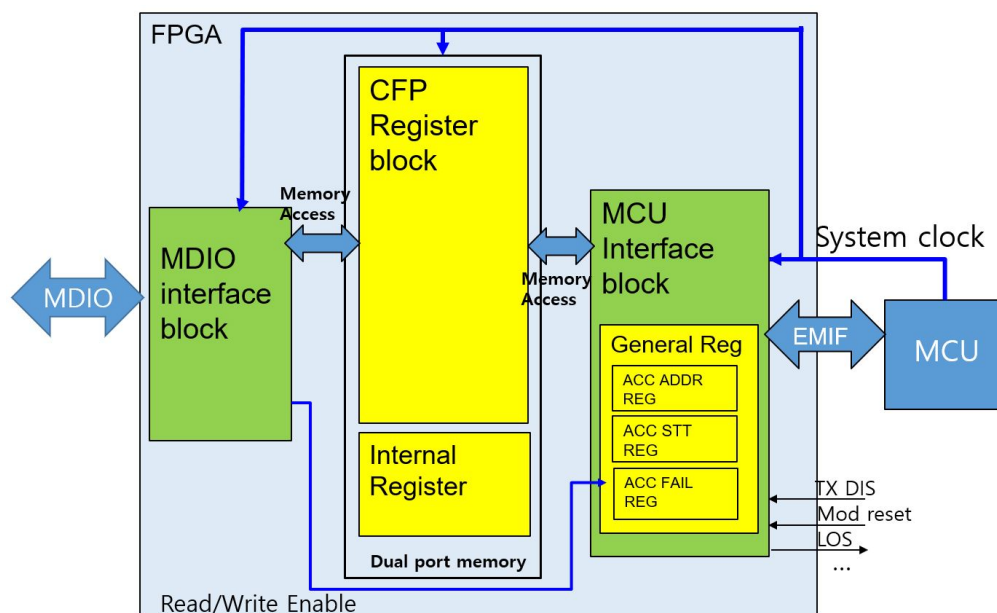 FPGA
CFP
Register
block
Memory
Access
MCU
Interface
block
System clock
MDIO
interface
block
Memory
Access
MDIO
EMIF
MCU
General Reg
ACC ADDR
REG
ACC STT
REG
ACC FAIL
REG
Internal
Register
TX DIS
Mod reset
LOS
...
Dual port memory
Read/Write Enable